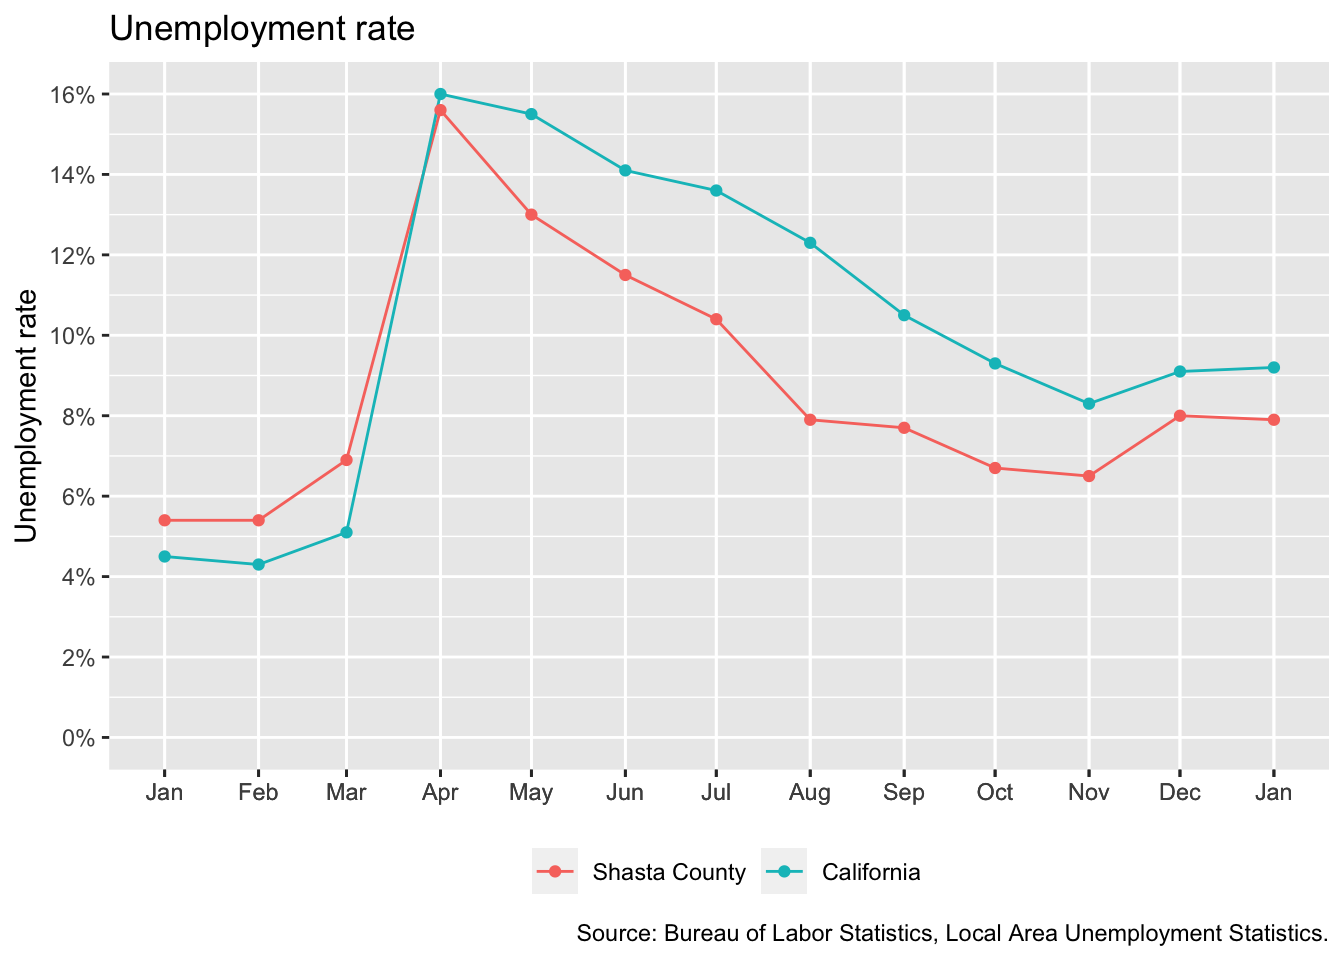 Unemployment rate
Unemployment rate
16%
14%
12%
10%
8%
6%
4%
2%
0%
Jan Feb Mar Apr May Jun Jul Aug Sep Oct Nov Dec Jan
Shasta County California
Source: Bureau of Labor Statistics, Local Area Unemployment Statistics.